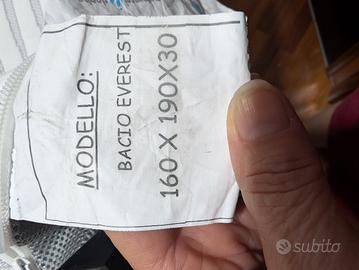 MODELLO:
BACIO EVEREST
160 X 190X30
subito